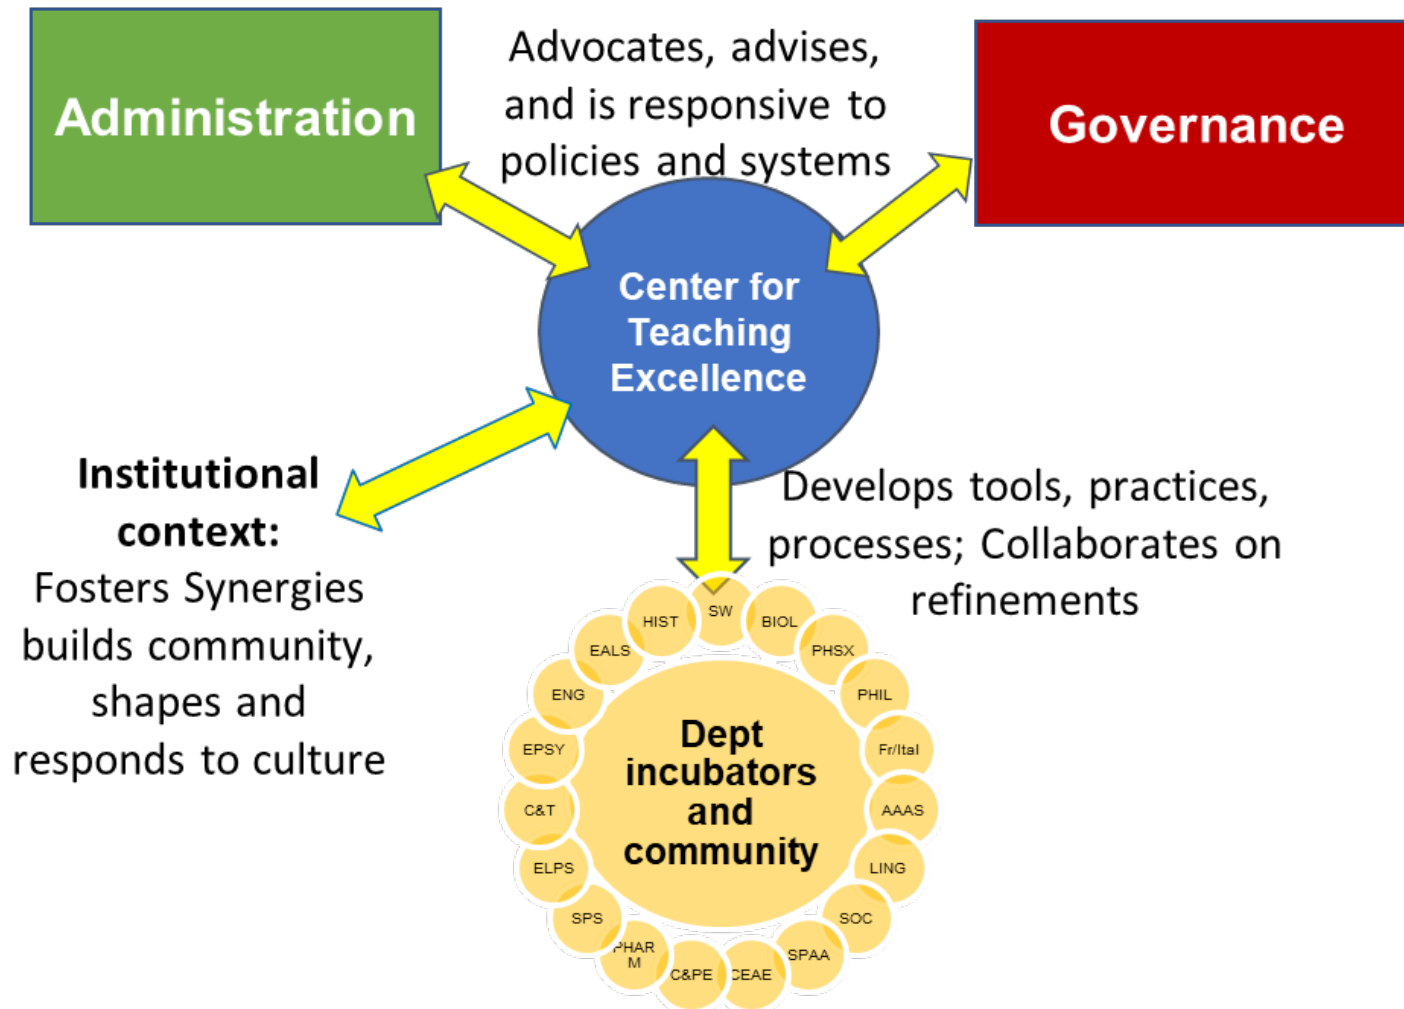 Administration
Advocates, advises,
and is responsive to
policies and systems
Governance
Center for
Teaching
Excellence
Institutional
context:
Fosters Synergies
builds community,
shapes and
responds to culture
Develops tools, practices,
processes; Collaborates on
refinements
SW
BIOL
PHSX
PHIL
Fr/Ital
AAAS
LING
SOC
SPAA
CEAE
C&PE
PHAR
M
SPS
ELPS
C&T
EPSY
ENG
EALS
HIST
Dept
incubators
and
community